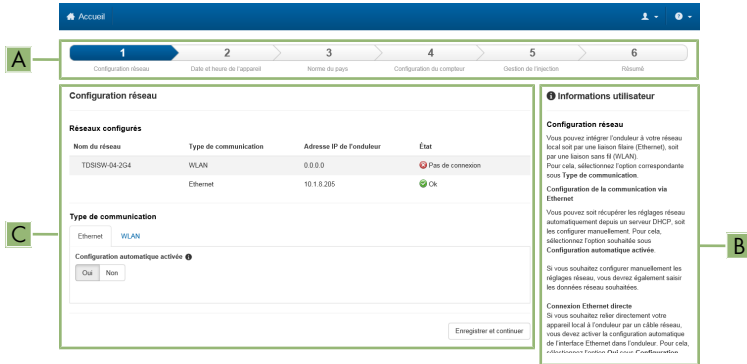 Accueil
A
1 2 3 4 5 6
Configuration réseau Date et heure de l'appareil Norme du pays Configuration du compteur Gestion de l'injection Résumé
Configuration réseau
Réseaux configurés
Nom du réseau Type de communication Adresse IP de l'onduleur État
TDSISW-04-2G4 WLAN 0.0.0.0 Pas de connexion
Ethernet 10.1.8.205 Ok
C
Type de communication
Ethernet WLAN
Configuration automatique activée
Oui Non
Enregistrer et continuer
Informations utilisateur
Configuration réseau
Vous pouvez intégrer l'onduleur à votre réseau
local soit par une liaison filaire (Ethernet), soit
par une liaison sans fil (WLAN).
Pour cela, sélectionnez l'option correspondante
sous Type de communication.
Configuration de la communication via
Ethernet
Vous pouvez soit récupérer les réglages réseau
automatiquement depuis un serveur DHCP, soit
les configurer manuellement. Pour cela,
sélectionnez l'option souhaitée sous
Configuration automatique activée.
B
Si vous souhaitez configurer manuellement les
réglages réseau, vous devrez également saisir
les données réseau souhaitées.
Connexion Ethernet directe
Si vous souhaitez relier directement votre
appareil local à l'onduleur par un câble réseau,
vous devez activer la configuration automatique
de l'interface Ethernet dans l'onduleur. Pour cela,
sélectionnez l'option Oui sous Configuration